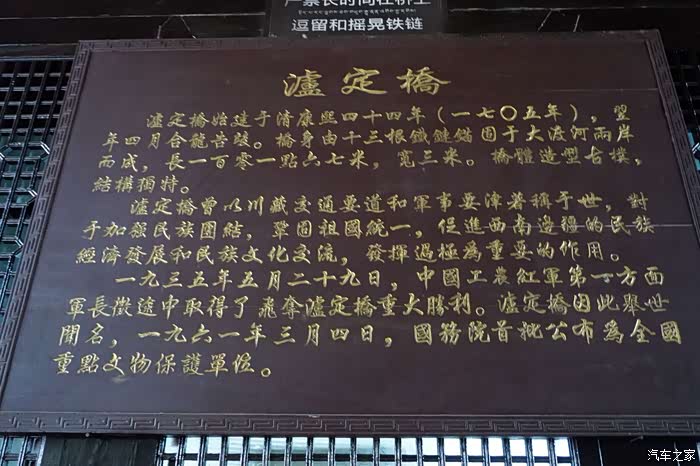 严禁长时间在桥上
逗留和摇晃铁链
瀘定橋
瀘定橋始建于清康熙四十四年（一七〇五年），翌
年四月合龍告竣。橋身由十三根鐵鏈錨固于大渡河兩岸
而成，長一百零一點六七米，寬三米。橋體造型古樸，
結構獨特。
瀘定橋曾以川藏交通要道和軍事要津著稱于世，對
于加强民族團結，鞏固祖國統一，促進西南邊疆的民族
經濟發展和民族文化交流，發揮過極為重要的作用。
一九三五年五月二十九日，中國工農紅軍第一方面
軍長徵途中取得了飛奪瀘定橋重大勝利。瀘定橋因此舉世
聞名，一九六一年三月四日，國務院首批公布為全國
重點文物保護單位。
汽车之家